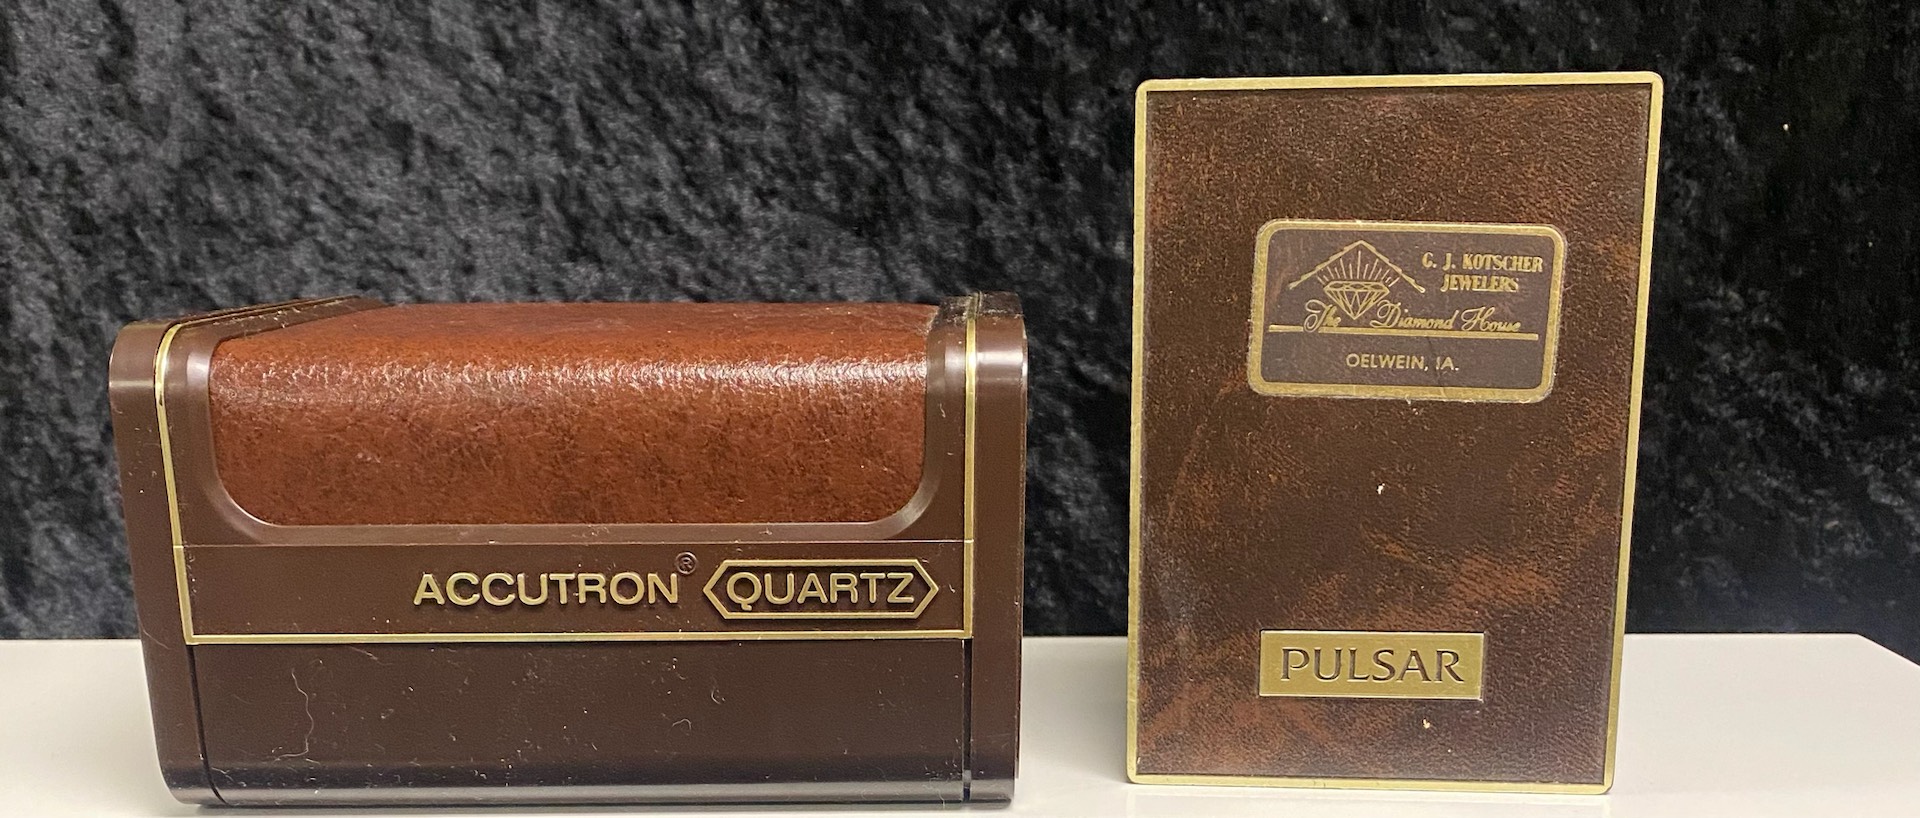 ACCUTRON® QUARTZ
G. J. KOTSCHER
JEWELERS
The Diamond House
OELWEIN, IA.
PULSAR